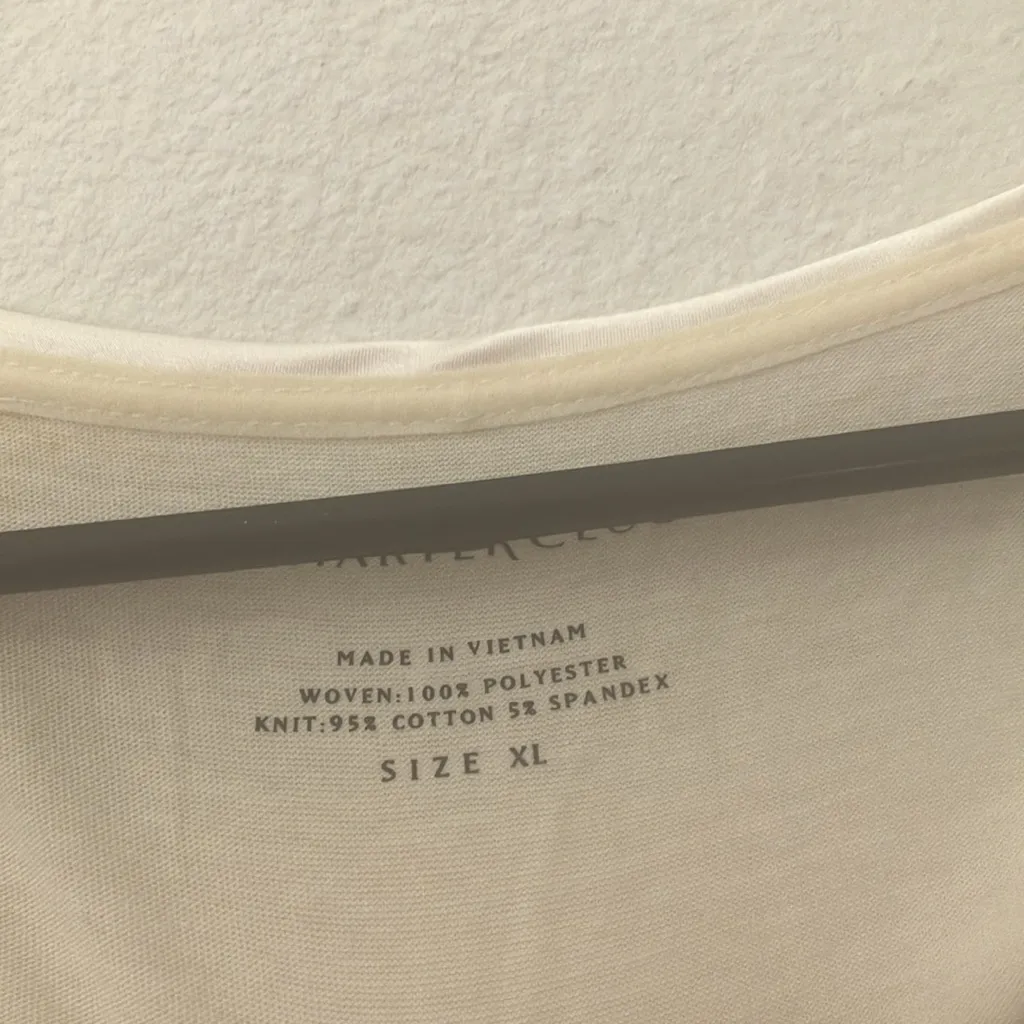 MADE IN VIETNAM
WOVEN:100% POLYESTER
KNIT:95% COTTON 5% SPANDEX
SIZE XL